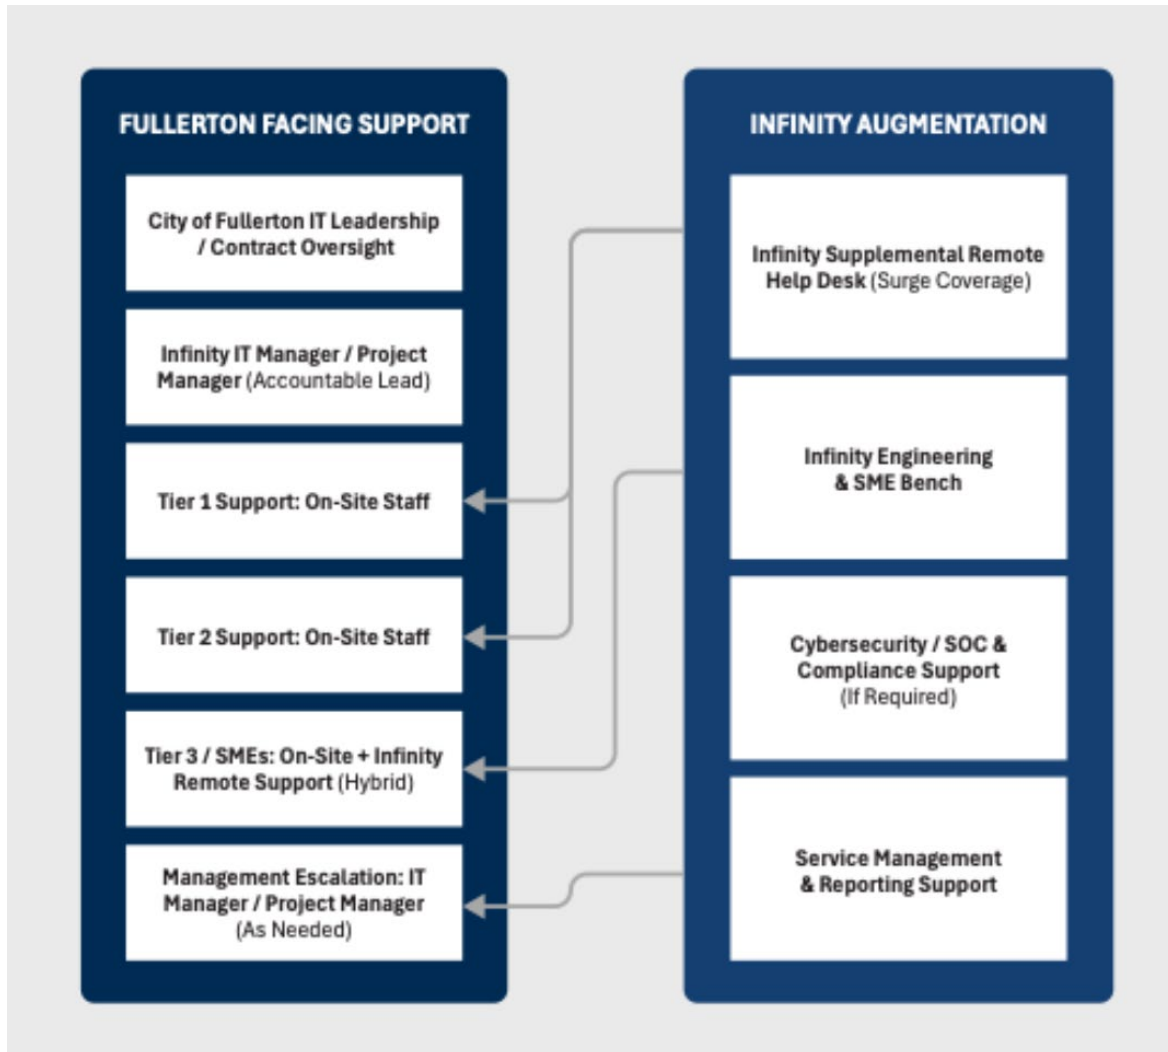 FULLERTON FACING SUPPORT
City of Fullerton IT Leadership
/ Contract Oversight
Infinity IT Manager / Project
Manager (Accountable Lead)
Tier 1 Support: On-Site Staff
Tier 2 Support: On-Site Staff
Tier 3 / SMEs: On-Site + Infinity
Remote Support (Hybrid)
Management Escalation: IT
Manager / Project Manager
(As Needed)
INFINITY AUGMENTATION
Infinity Supplemental Remote
Help Desk (Surge Coverage)
Infinity Engineering
& SME Bench
Cybersecurity / SOC &
Compliance Support
(If Required)
Service Management
& Reporting Support